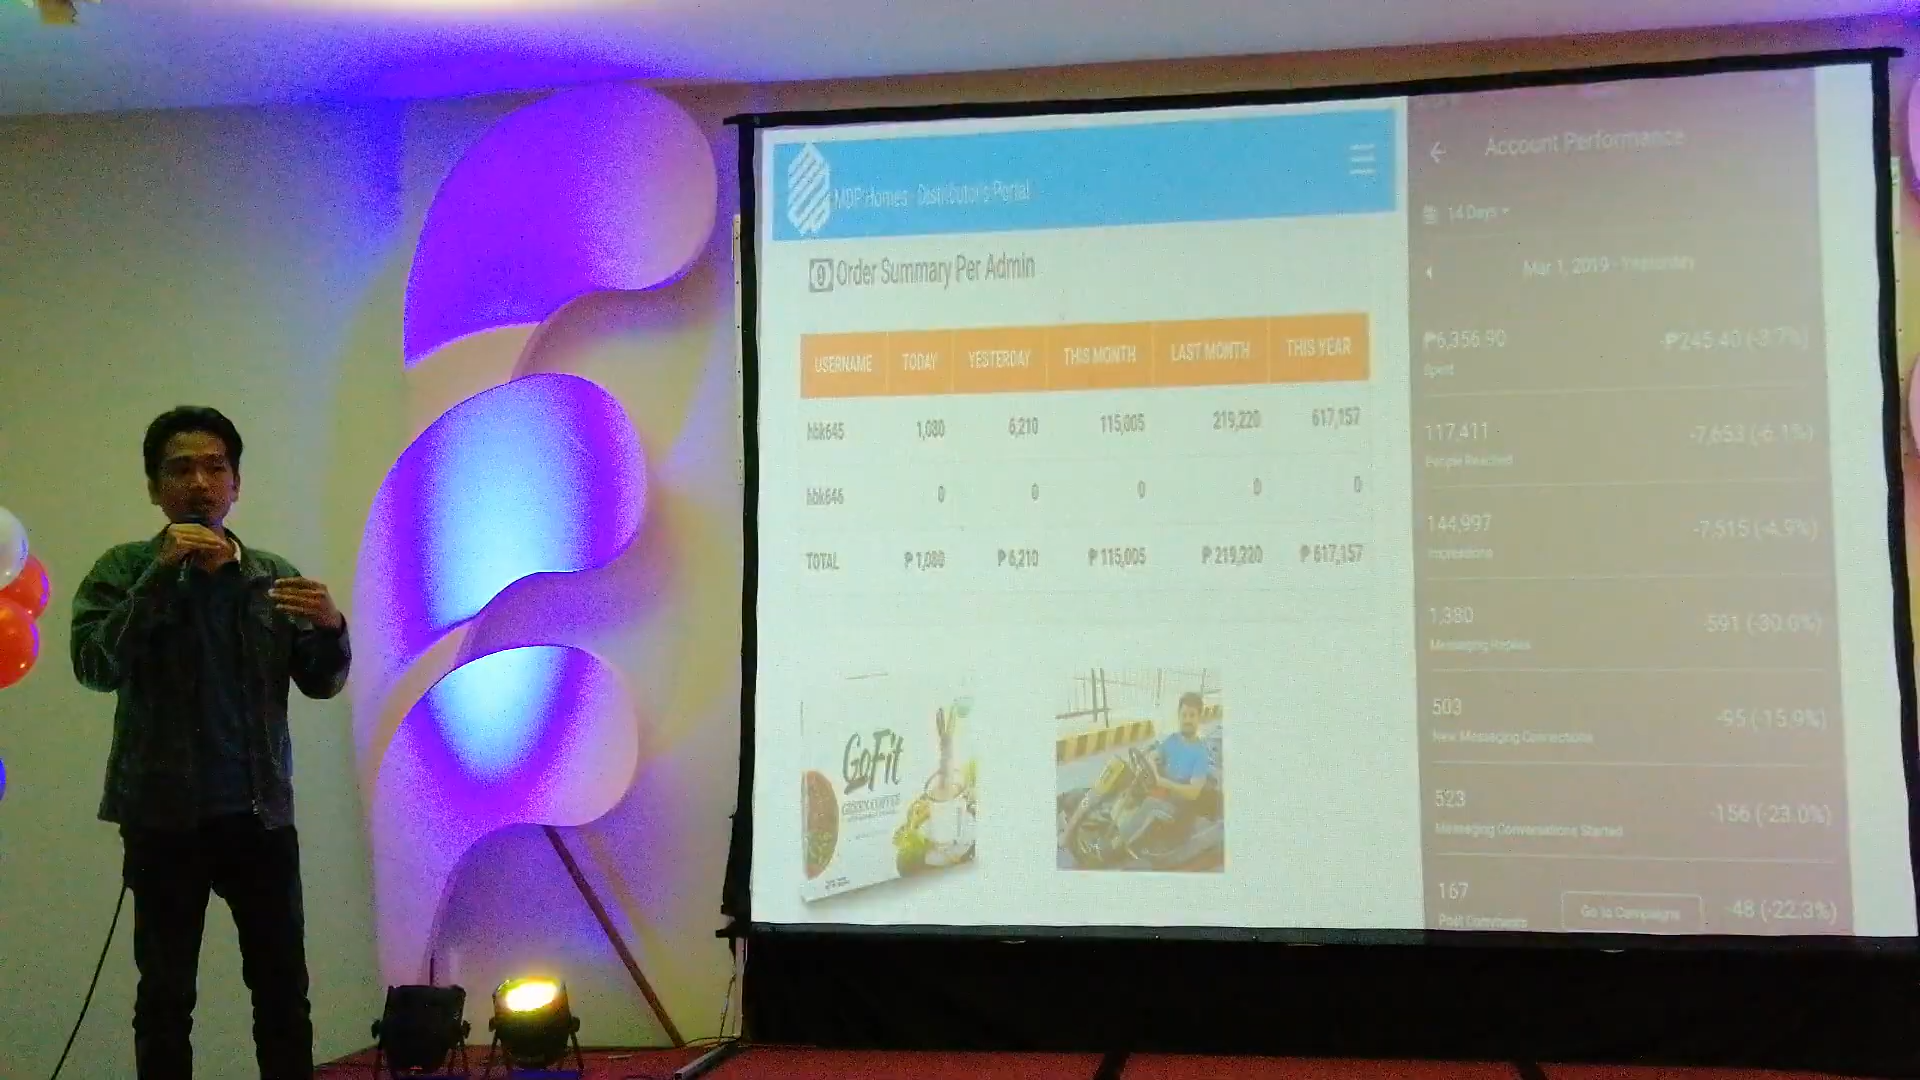 MDP Homes - Distributor's Portal
Order Summary Per Admin
USERNAME TODAY YESTERDAY THIS MONTH LAST MONTH THIS YEAR
hbk645 1,080 6,210 115,005 219,220 617,157
hbk646 0 0 0 0 0
TOTAL ₱ 1,080 ₱ 6,210 ₱ 115,005 ₱ 219,220 ₱ 617,157
GoFit
GREEN COFFEE
Account Performance
14 Days
Mar 1, 2019 - Yesterday
₱6,356.90 -₱245.40 (-3.7%)
Spent
117,411 -7,653 (-6.1%)
People Reached
144,997 -7,515 (-4.9%)
Impressions
1,380 -591 (-30.0%)
Messaging Replies
503 -95 (-15.9%)
New Messaging Connections
523 -156 (-23.0%)
Messaging Conversations Started
167 -48 (-22.3%)
Post Comments
Go to Campaigns